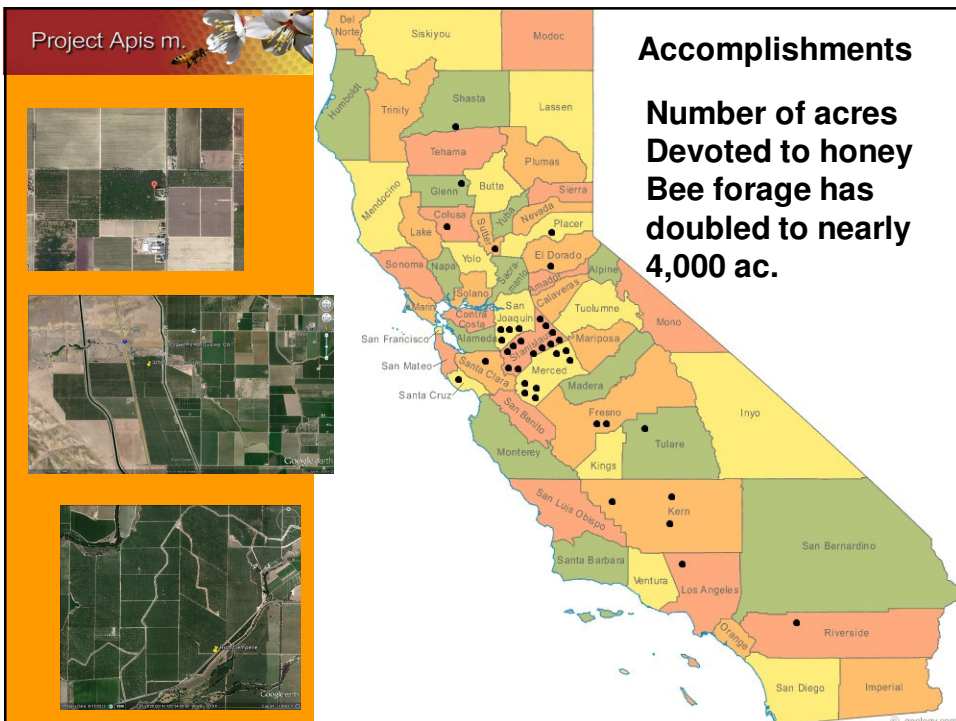 Project Apis m.
Accomplishments
Number of acres
Devoted to honey
Bee forage has
doubled to nearly
4,000 ac.
Del
Norte
Siskiyou
Modoc
Humboldt
Trinity
Shasta
Lassen
Tehama
Plumas
Mendocino
Glenn
Butte
Sierra
Colusa
Yuba
Nevada
Sutter
Placer
Lake
El Dorado
Sonoma
Napa
Yolo
Sacra-
manto
Amador
Alpine
Solano
Calaveras
Marin
Contra
Costa
San
Joaquin
Tuolumne
Mono
San Francisco
Alameda
Stanislaus
Mariposa
San Mateo
Santa Clara
Merced
Santa Cruz
Madera
San Benito
Fresno
Inyo
Monterey
Tulare
Kings
San Luis Obispo
Kern
San Bernardino
Santa Barbara
Ventura
Los Angeles
Orange
Riverside
San Diego
Imperial
© geology.com
Google earth
Google earth